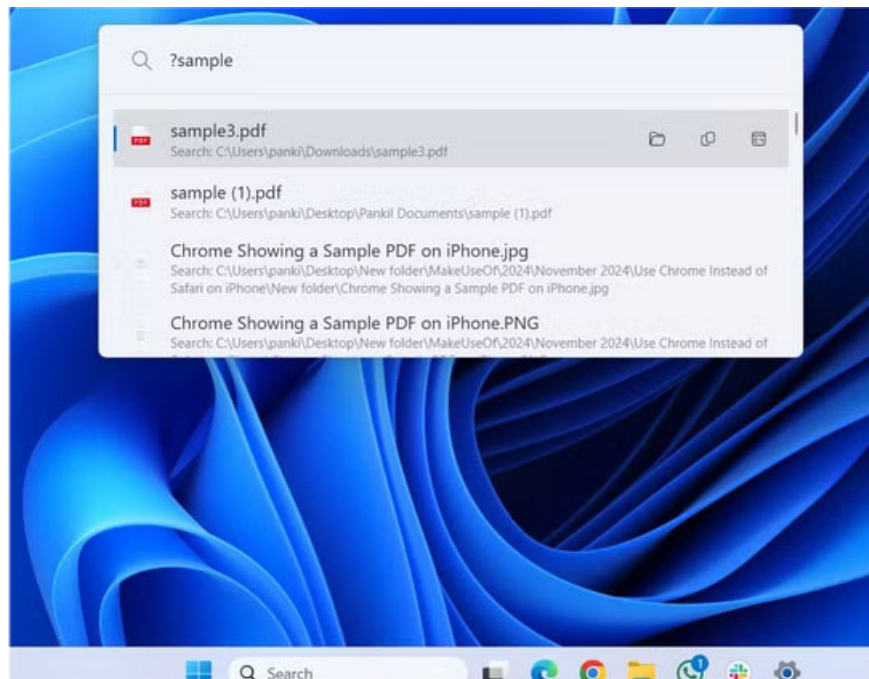 ?sample
sample3.pdf
Search: C:\Users\panki\Downloads\sample3.pdf
sample (1).pdf
Search: C:\Users\panki\Desktop\Pankil Documents\sample (1).pdf
Chrome Showing a Sample PDF on iPhone.jpg
Search: C:\Users\panki\Desktop\New folder\MakeUseOf\2024\November 2024\Use Chrome Instead of
Safari on iPhone\New folder\Chrome Showing a Sample PDF on iPhone.jpg
Chrome Showing a Sample PDF on iPhone.PNG
Search: C:\Users\panki\Desktop\New folder\MakeUseOf\2024\November 2024\Use Chrome Instead of
Search
1